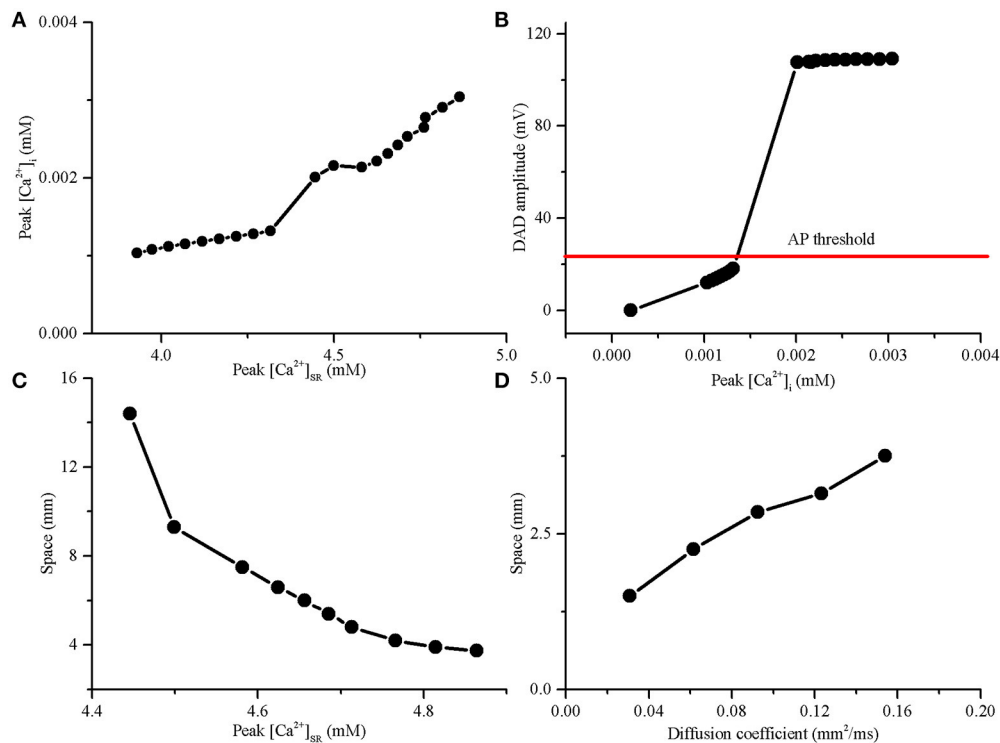 A
0.004
0.002
0.000
Peak [Ca²⁺]ᵢ (mM)
4.0
4.5
5.0
Peak [Ca²⁺]SR (mM)
B
120
80
40
0
DAD amplitude (mV)
AP threshold
0.000
0.001
0.002
0.003
0.004
Peak [Ca²⁺]ᵢ (mM)
C
16
12
8
4
Space (mm)
4.4
4.6
4.8
Peak [Ca²⁺]SR (mM)
D
5.0
2.5
0.0
Space (mm)
0.00
0.04
0.08
0.12
0.16
0.20
Diffusion coefficient (mm²/ms)